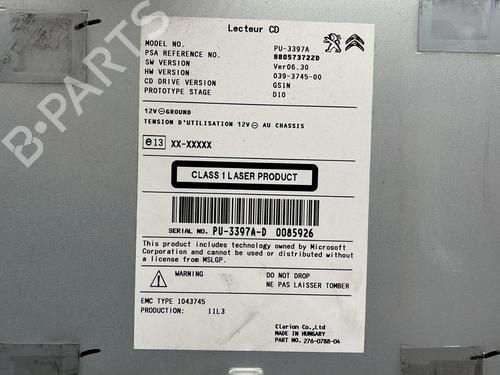 Lecteur CD
MODEL NO. PU-3397A
PSA REFERENCE NO. 98057372ZD
SW VERSION Ver06.30
HW VERSION 039-3745-00
CD DRIVE VERSION GSIN
PROTOTYPE STAGE D10
12V⊖GROUND
TENSION D'UTILISATION 12V⊖ AU CHASSIS
e13 XX-XXXXX
CLASS 1 LASER PRODUCT
SERIAL NO. PU-3397A-D 0085926
This product includes technology owned by Microsoft
Corporation and cannot be used or distributed without
a license from MSLGP.
WARNING DO NOT DROP
NE PAS LAISSER TOMBER
EMC TYPE 1043745
PRODUCTION: 11L3
Clarion Co.,Ltd
MADE IN HUNGARY
PART NO. 276-0788-04
B-PARTS